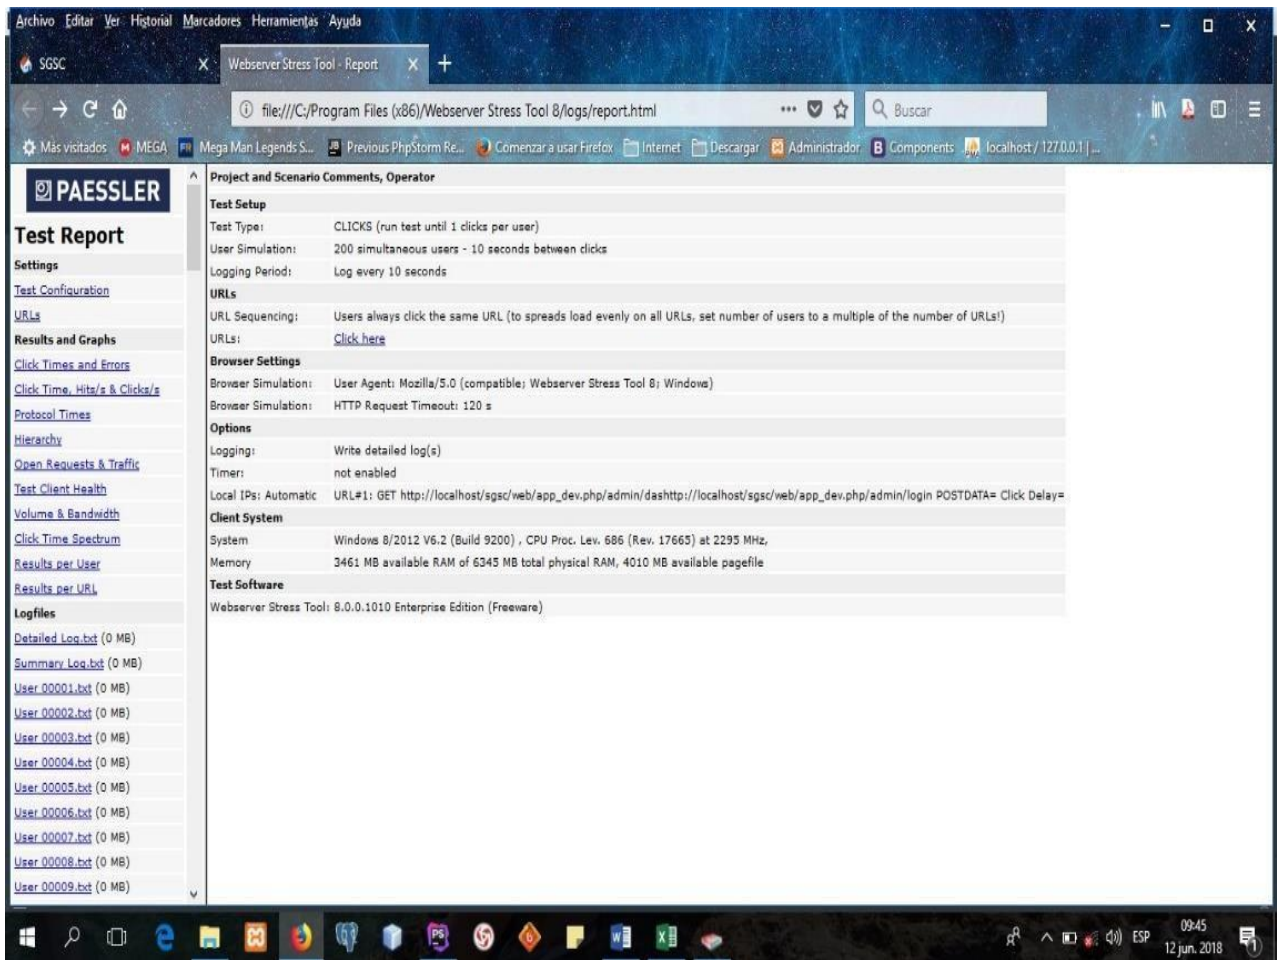 Archivo Editar Ver Historial Marcadores Herramientas Ayuda
SGSC
Webserver Stress Tool - Report
file:///C:/Program Files (x86)/Webserver Stress Tool 8/logs/report.html
Buscar
Más visitados MEGA Mega Man Legends S... Previous PhpStorm Re... Comenzar a usar Firefox Internet Descargar Administrador Components localhost / 127.0.0.1 | ...
PAESSLER
Test Report
Settings
Test Configuration
URLs
Results and Graphs
Click Times and Errors
Click Time, Hits/s & Clicks/s
Protocol Times
Hierarchy
Open Requests & Traffic
Test Client Health
Volume & Bandwidth
Click Time Spectrum
Results per User
Results per URL
Logfiles
Detailed Log.txt (0 MB)
Summary Log.txt (0 MB)
User 00001.txt (0 MB)
User 00002.txt (0 MB)
User 00003.txt (0 MB)
User 00004.txt (0 MB)
User 00005.txt (0 MB)
User 00006.txt (0 MB)
User 00007.txt (0 MB)
User 00008.txt (0 MB)
User 00009.txt (0 MB)
Project and Scenario Comments, Operator
Test Setup
Test Type: CLICKS (run test until 1 clicks per user)
User Simulation: 200 simultaneous users - 10 seconds between clicks
Logging Period: Log every 10 seconds
URLs
URL Sequencing: Users always click the same URL (to spreads load evenly on all URLs, set number of users to a multiple of the number of URLs!)
URLs: Click here
Browser Settings
Browser Simulation: User Agent: Mozilla/5.0 (compatible; Webserver Stress Tool 8; Windows)
Browser Simulation: HTTP Request Timeout: 120 s
Options
Logging: Write detailed log(s)
Timer: not enabled
Local IPs: Automatic URL#1: GET http://localhost/sgsc/web/app_dev.php/admin/dashttp://localhost/sgsc/web/app_dev.php/admin/login POSTDATA= Click Delay=
Client System
System Windows 8/2012 V6.2 (Build 9200) , CPU Proc. Lev. 686 (Rev. 17665) at 2295 MHz,
Memory 3461 MB available RAM of 6345 MB total physical RAM, 4010 MB available pagefile
Test Software
Webserver Stress Tool: 8.0.0.1010 Enterprise Edition (Freeware)
ESP
09:45
12 jun. 2018